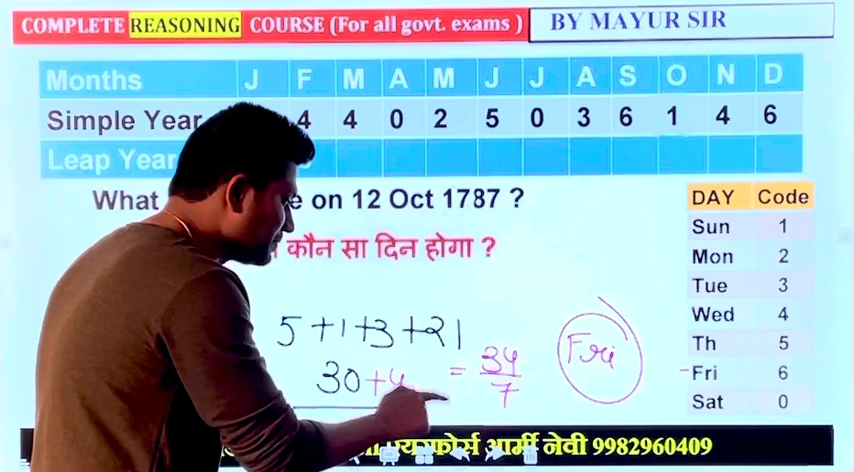 COMPLETE REASONING COURSE (For all govt. exams )
BY MAYUR SIR
Months J F M A M J J A S O N D
Simple Year 4 4 0 2 5 0 3 6 1 4 6
Leap Year
What e on 12 Oct 1787 ?
कौन सा दिन होगा ?
DAY Code
Sun 1
Mon 2
Tue 3
Wed 4
Th 5
Fri 6
Sat 0
5+1+3+21
30+4 = 34
7
Fri
आर्मी नेवी 9982960409